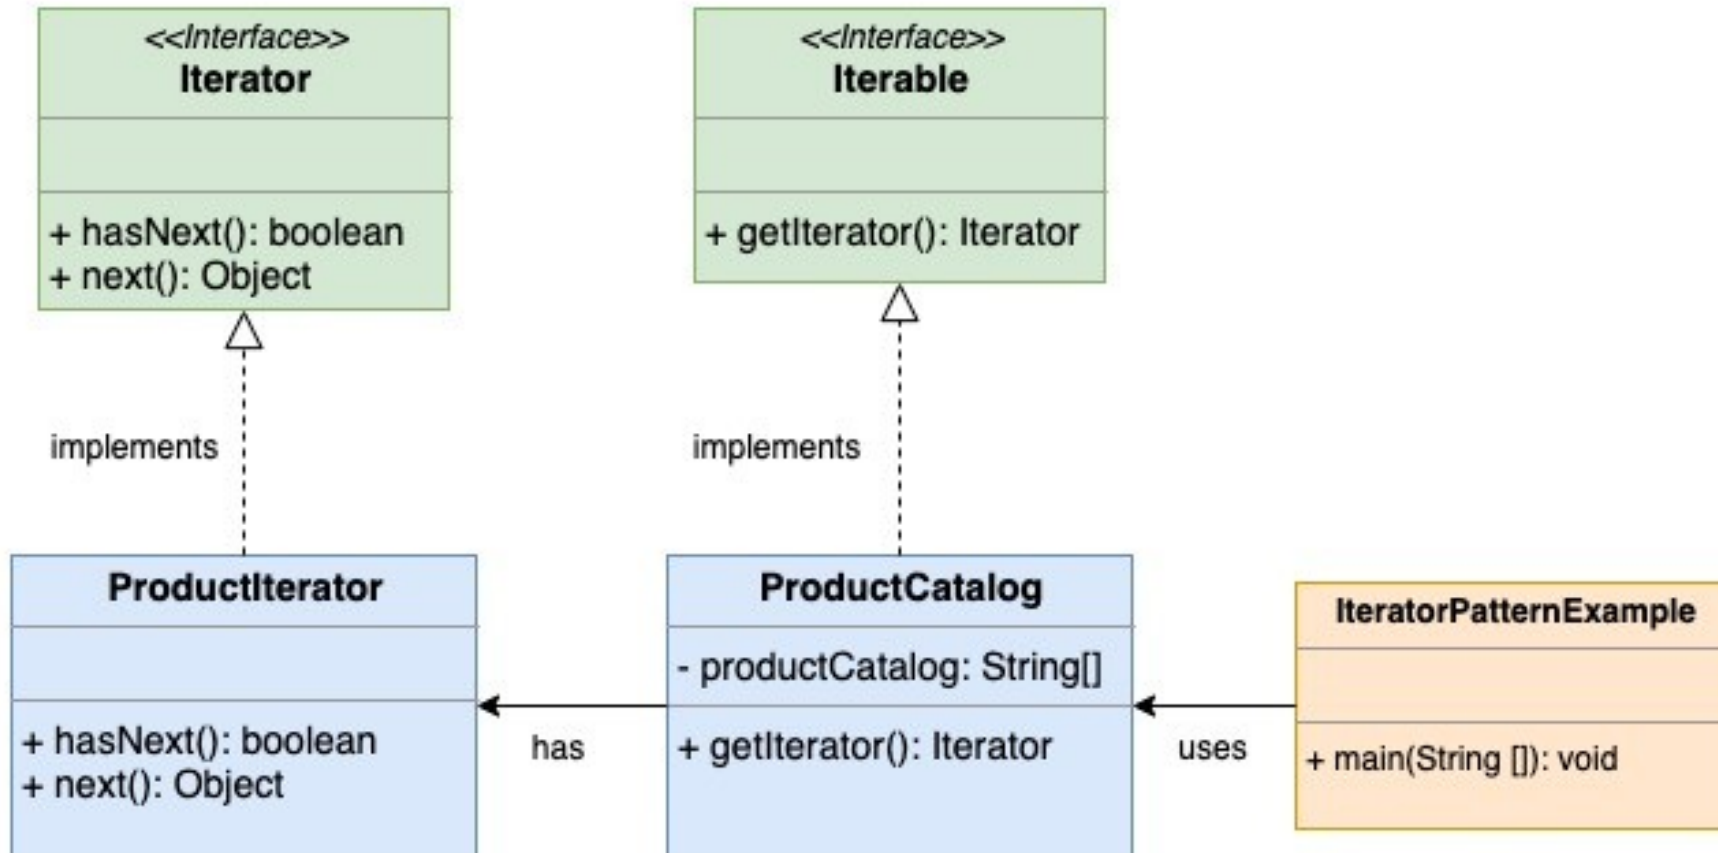 <<Interface>>
Iterator
+ hasNext(): boolean
+ next(): Object
<<Interface>>
Iterable
+ getIterator(): Iterator
implements
implements
ProductIterator
+ hasNext(): boolean
+ next(): Object
has
ProductCatalog
- productCatalog: String[]
+ getIterator(): Iterator
uses
IteratorPatternExample
+ main(String []): void